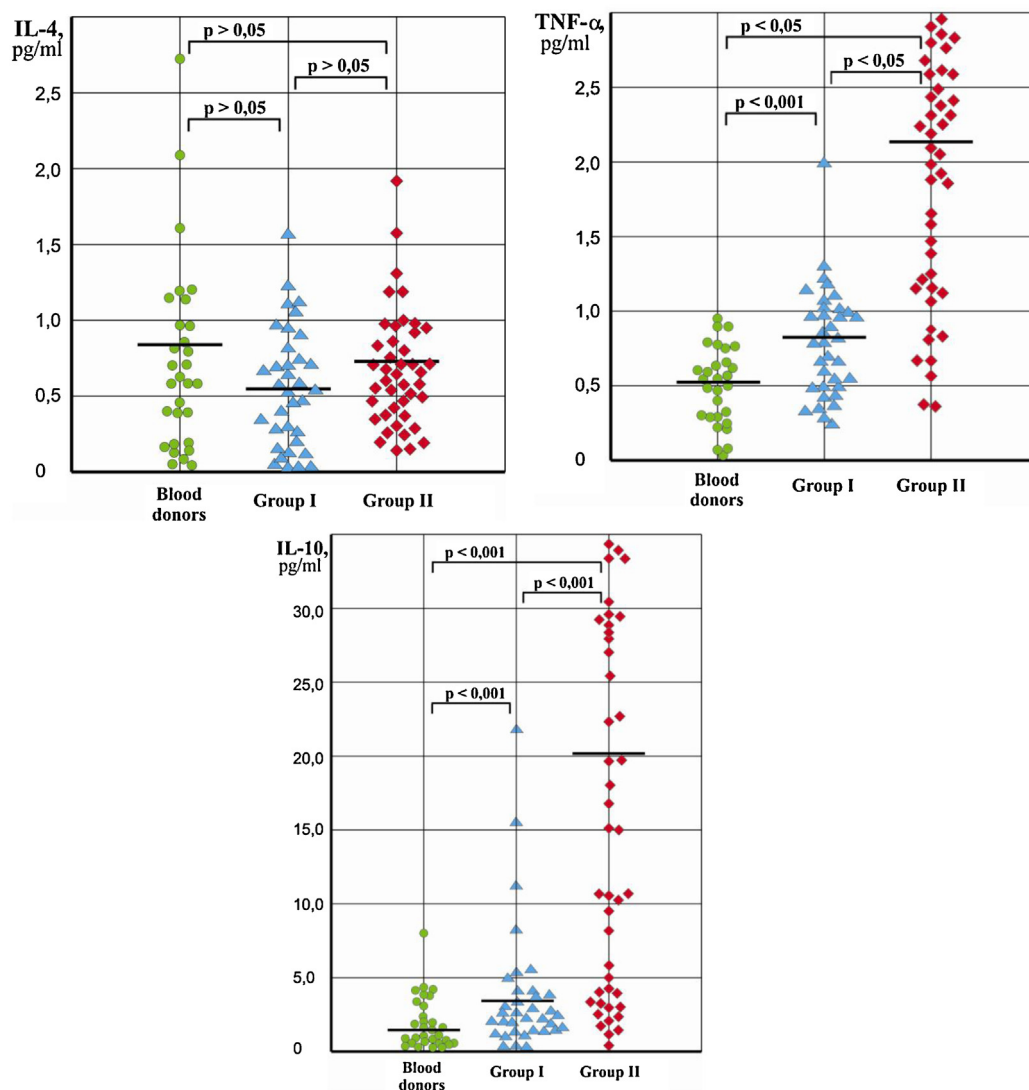 IL-4,
pg/ml
p > 0,05
p > 0,05
p > 0,05
2,5
2,0
1,5
1,0
0,5
0
Blood
donors
Group I
Group II
TNF-α,
pg/ml
p < 0,05
p < 0,05
p < 0,001
2,5
2,0
1,5
1,0
0,5
0
Blood
donors
Group I
Group II
IL-10,
pg/ml
p < 0,001
p < 0,001
p < 0,001
30,0
25,0
20,0
15,0
10,0
5,0
0
Blood
donors
Group I
Group II